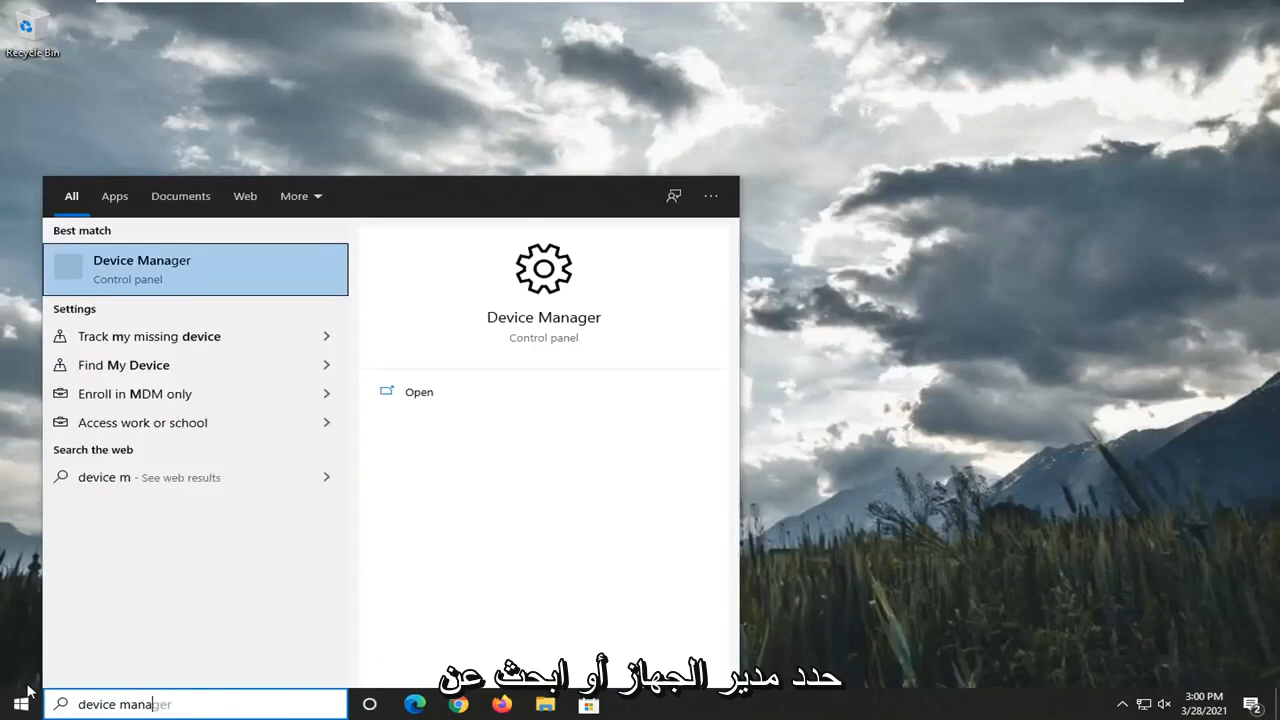 Recycle Bin
All Apps Documents Web More
Best match
Device Manager
Control panel
Settings
Track my missing device
Find My Device
Enroll in MDM only
Access work or school
Search the web
device m - See web results
Device Manager
Control panel
Open
حدد مدير الجهاز أو ابحث عن
device manager
3:00 PM
3/28/2021
2